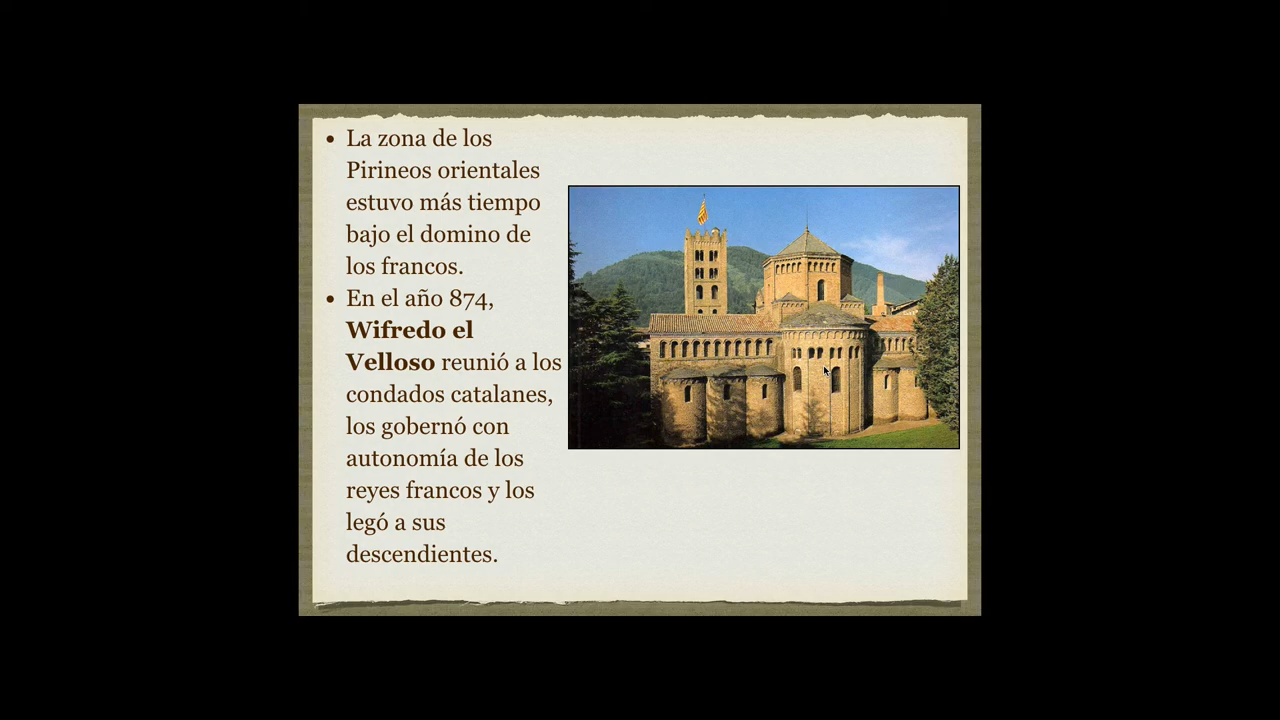 • La zona de los
Pirineos orientales
estuvo más tiempo
bajo el domino de
los francos.
• En el año 874,
Wifredo el
Velloso reunió a los
condados catalanes,
los gobernó con
autonomía de los
reyes francos y los
legó a sus
descendientes.